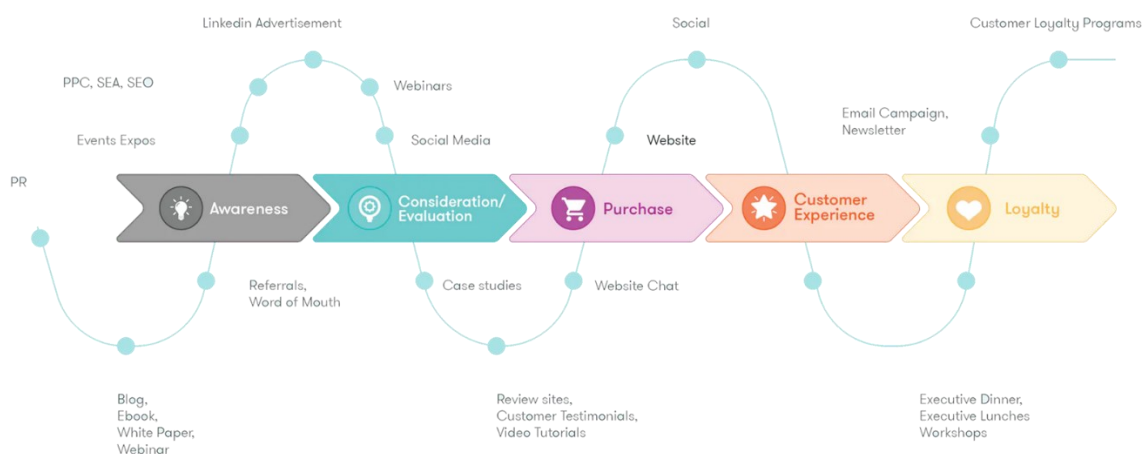 Linkedin Advertisement
Social
Customer Loyalty Programs
PPC, SEA, SEO
Webinars
Email Campaign,
Newsletter
Events Expos
Social Media
Website
PR
Awareness
Consideration/
Evaluation
Purchase
Customer
Experience
Loyalty
Referrals,
Word of Mouth
Case studies
Website Chat
Blog,
Ebook,
White Paper,
Webinar
Review sites,
Customer Testimonials,
Video Tutorials
Executive Dinner,
Executive Lunches
Workshops